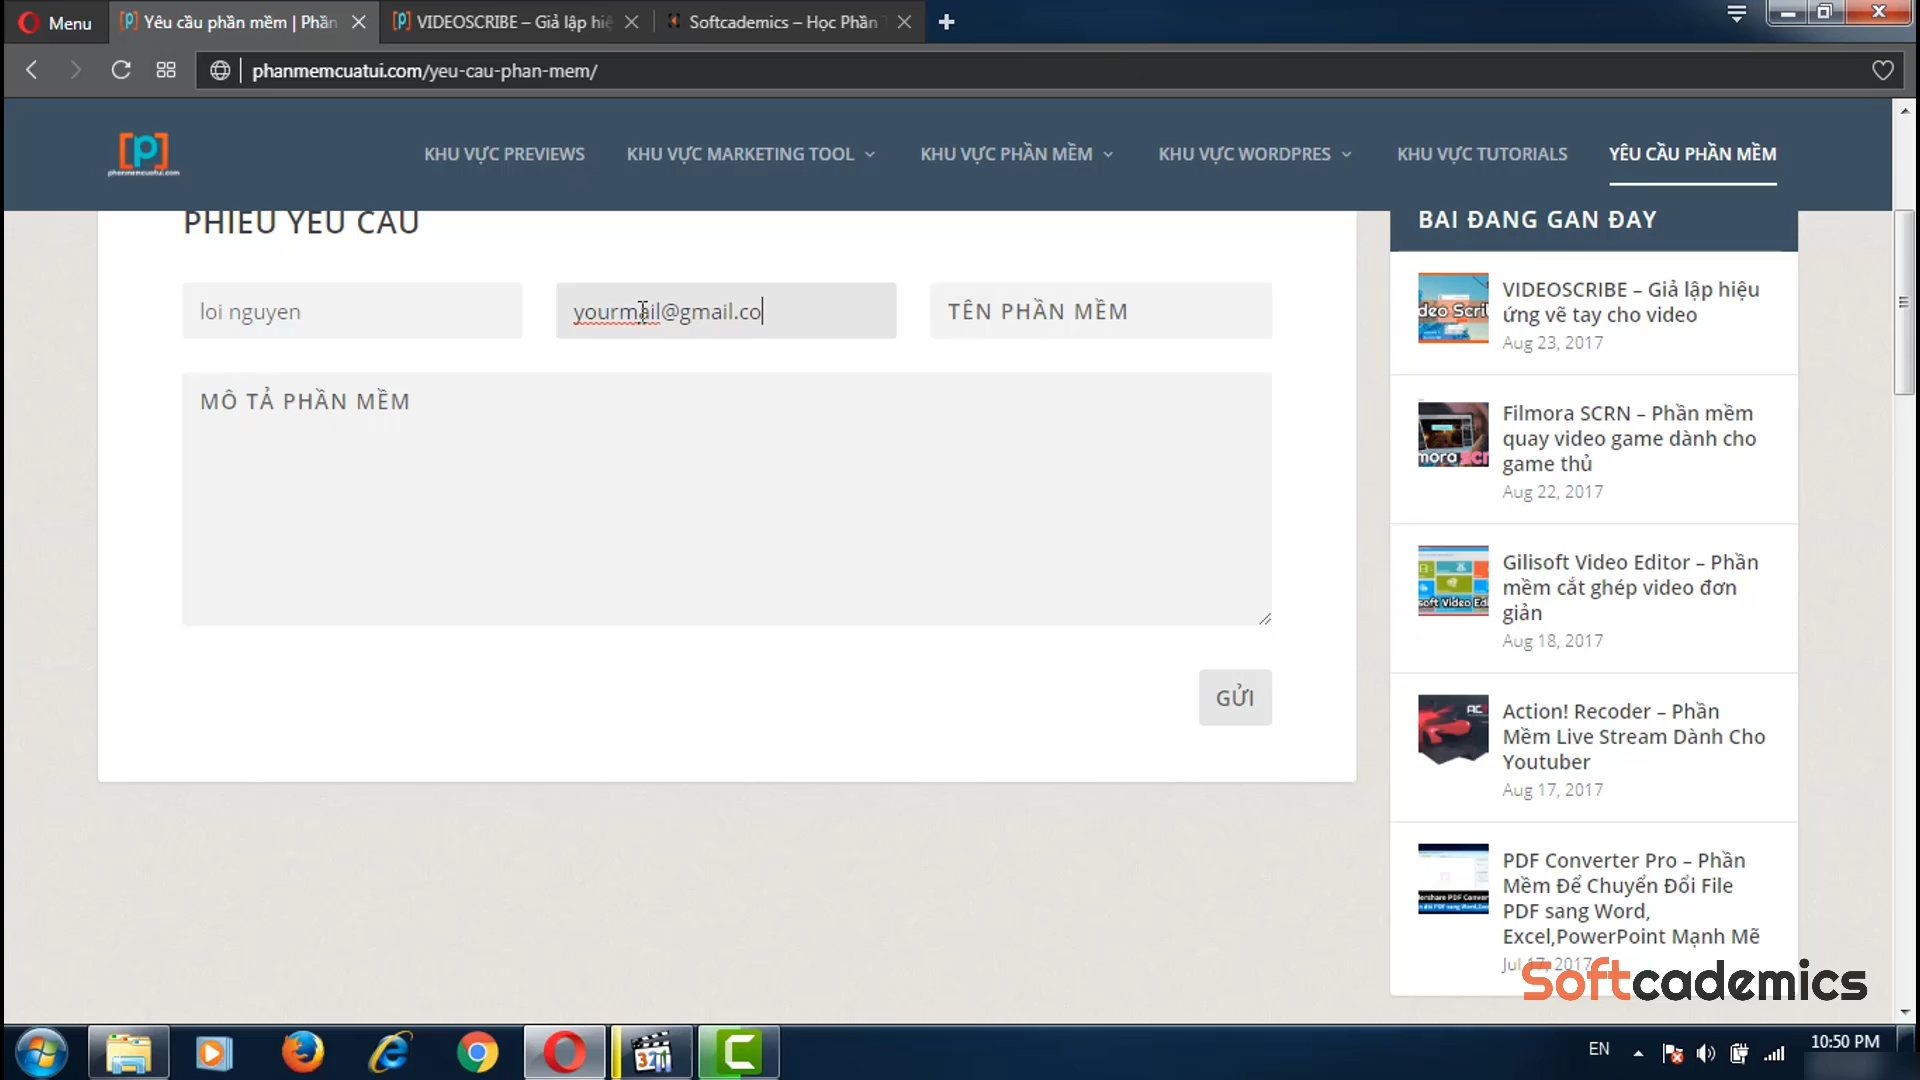 Menu
Yêu cầu phần mềm | Phần
VIDEOSCRIBE – Giả lập hiệ
Softcademics – Học Phần T
phanmemcuatui.com/yeu-cau-phan-mem/
[p]
phanmemcuatui.com
KHU VỰC PREVIEWS
KHU VỰC MARKETING TOOL
KHU VỰC PHẦN MỀM
KHU VỰC WORDPRES
KHU VỰC TUTORIALS
YÊU CẦU PHẦN MỀM
PHIẾU YÊU CẦU
loi nguyen
yourmail@gmail.co
TÊN PHẦN MỀM
MÔ TẢ PHẦN MỀM
GỬI
BÀI ĐĂNG GẦN ĐÂY
VIDEOSCRIBE – Giả lập hiệu
ứng vẽ tay cho video
Aug 23, 2017
Filmora SCRN – Phần mềm
quay video game dành cho
game thủ
Aug 22, 2017
Gilisoft Video Editor – Phần
mềm cắt ghép video đơn
giản
Aug 18, 2017
Action! Recoder – Phần
Mềm Live Stream Dành Cho
Youtuber
Aug 17, 2017
PDF Converter Pro – Phần
Mềm Để Chuyển Đổi File
PDF sang Word,
Excel,PowerPoint Mạnh Mẽ
Jul 17, 2017
Softcademics
EN
10:50 PM